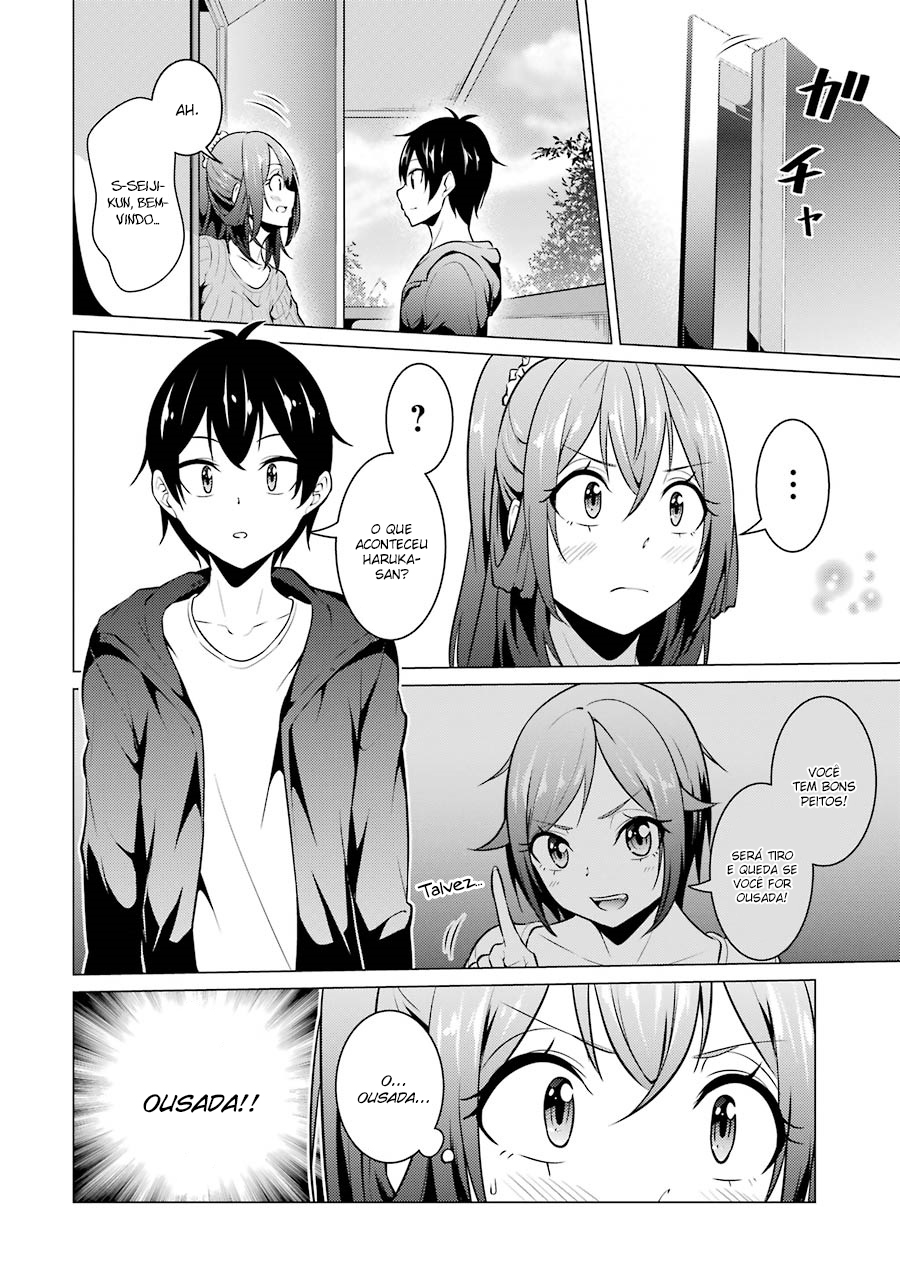 ガ
チャ
AH.
S-SEIJI-
KUN, BEM-
VINDO...
...
?
O QUE
ACONTECEU
HARUKA-
SAN?
VOCÊ
TEM BONS
PEITOS!
SERÁ TIRO
E QUEDA SE
VOCÊ FOR
OUSADA!
Talvez...
O...
OUSADA...
OUSADA!!